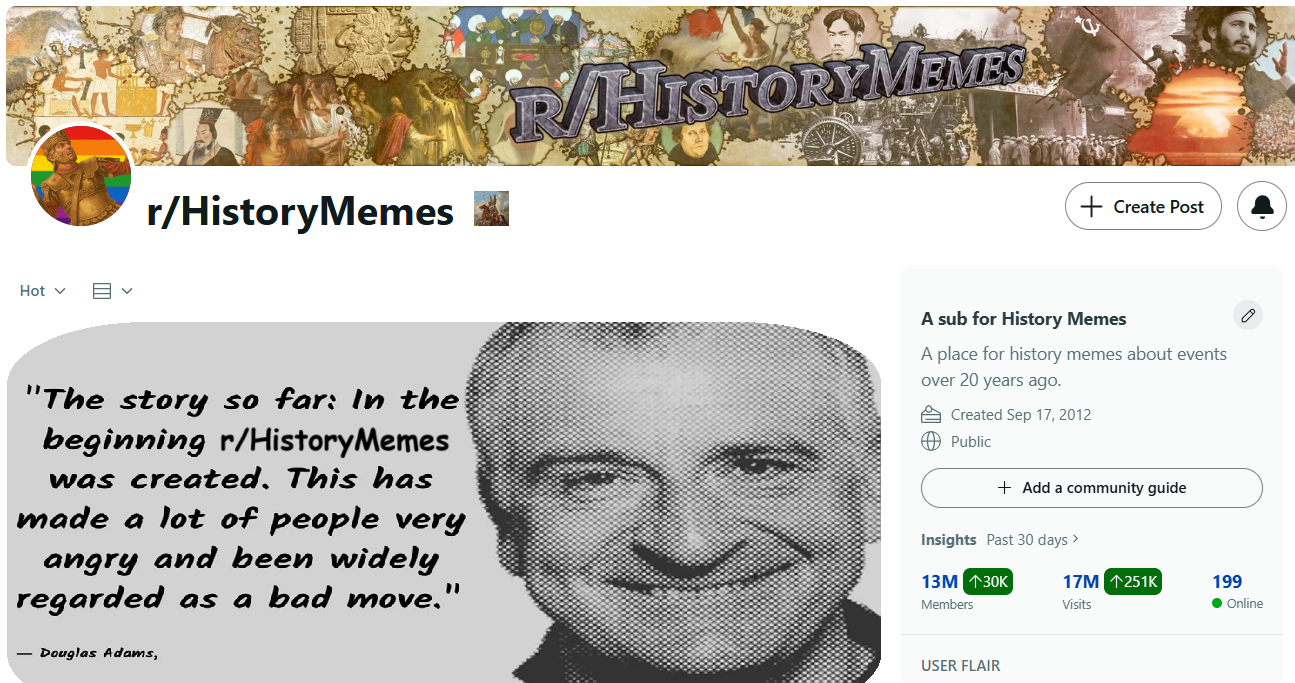 r/HistoryMemes
r/HistoryMemes
Create Post
Hot
"The story so far: In the
beginning r/HistoryMemes
was created. This has
made a lot of people very
angry and been widely
regarded as a bad move."
— Douglas Adams,
A sub for History Memes
A place for history memes about events
over 20 years ago.
Created Sep 17, 2012
Public
Add a community guide
Insights Past 30 days
13M ↑30K 17M ↑251K 199
Members Visits Online
USER FLAIR